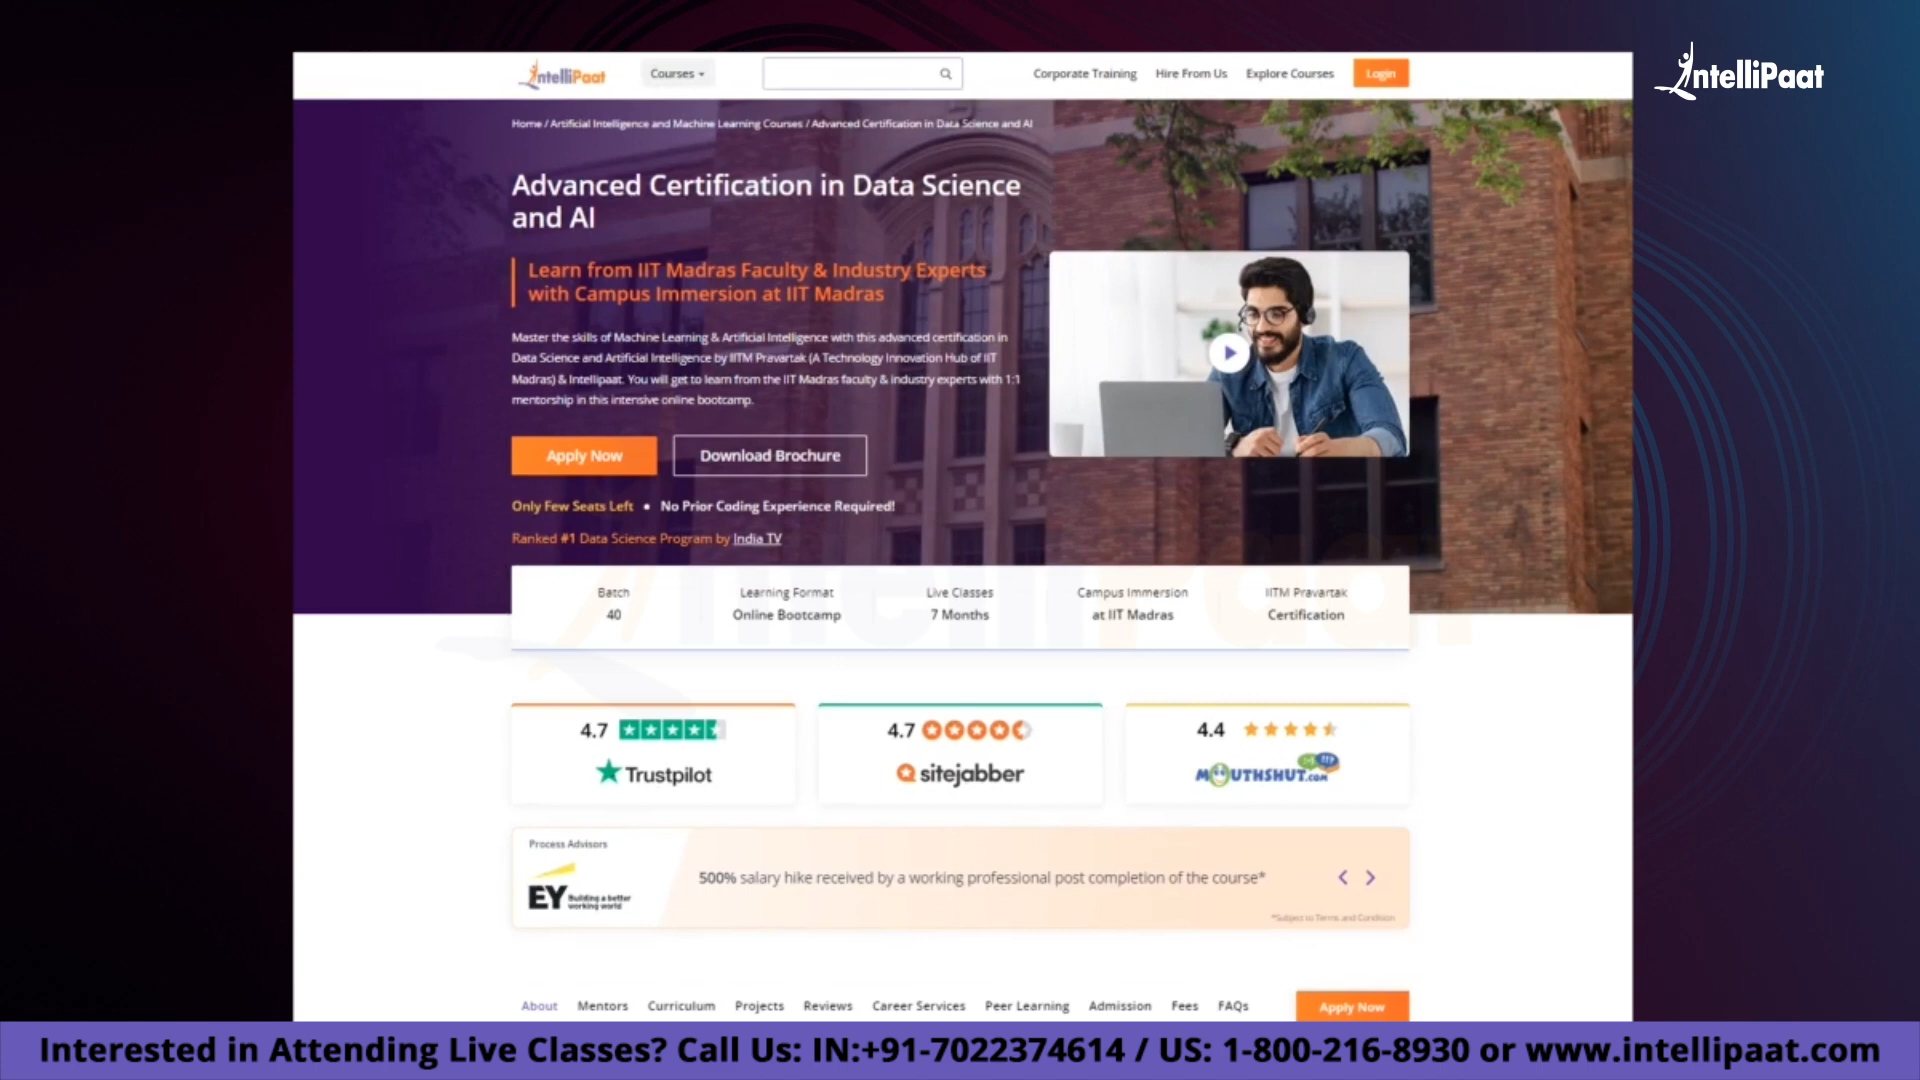 IntelliPaat
Courses
Corporate Training
Hire From Us
Explore Courses
Login
IntelliPaat
Home / Artificial Intelligence and Machine Learning Courses / Advanced Certification in Data Science and AI
Advanced Certification in Data Science
and AI
Learn from IIT Madras Faculty & Industry Experts
with Campus Immersion at IIT Madras
Master the skills of Machine Learning & Artificial Intelligence with this advanced certification in
Data Science and Artificial Intelligence by IITM Pravartak (A Technology Innovation Hub of IIT
Madras) & Intellipaat. You will get to learn from the IIT Madras faculty & industry experts with 1:1
mentorship in this intensive online bootcamp.
Apply Now
Download Brochure
Only Few Seats Left • No Prior Coding Experience Required!
Ranked #1 Data Science Program by India TV
Batch
40
Learning Format
Online Bootcamp
Live Classes
7 Months
Campus Immersion
at IIT Madras
IITM Pravartak
Certification
4.7
Trustpilot
4.7
sitejabber
4.4
MOUTHSHUT.COM
Process Advisors
EY
Building a better
working world
500% salary hike received by a working professional post completion of the course*
*Subject to Terms and Condition
About
Mentors
Curriculum
Projects
Reviews
Career Services
Peer Learning
Admission
Fees
FAQs
Apply Now
Interested in Attending Live Classes? Call Us: IN:+91-7022374614 / US: 1-800-216-8930 or www.intellipaat.com